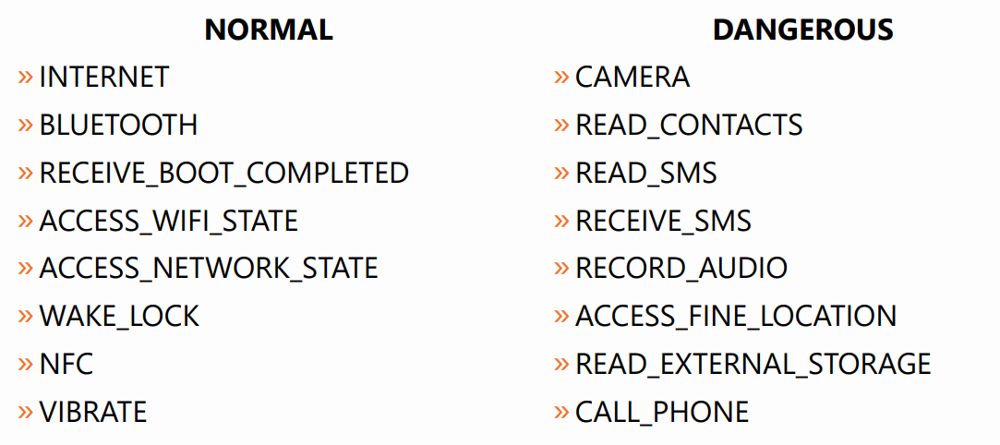 NORMAL
» INTERNET
» BLUETOOTH
» RECEIVE_BOOT_COMPLETED
» ACCESS_WIFI_STATE
» ACCESS_NETWORK_STATE
» WAKE_LOCK
» NFC
» VIBRATE
DANGEROUS
» CAMERA
» READ_CONTACTS
» READ_SMS
» RECEIVE_SMS
» RECORD_AUDIO
» ACCESS_FINE_LOCATION
» READ_EXTERNAL_STORAGE
» CALL_PHONE